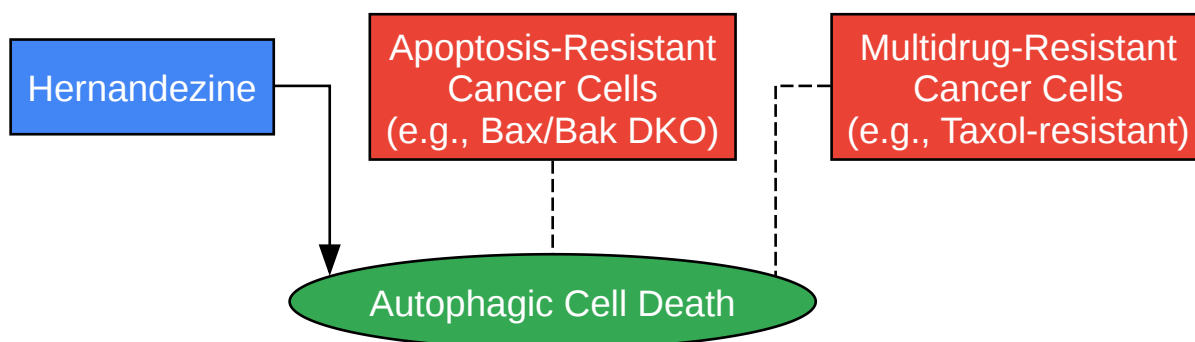 Hernandezine
Apoptosis-Resistant
Cancer Cells
(e.g., Bax/Bak DKO)
Multidrug-Resistant
Cancer Cells
(e.g., Taxol-resistant)
Autophagic Cell Death